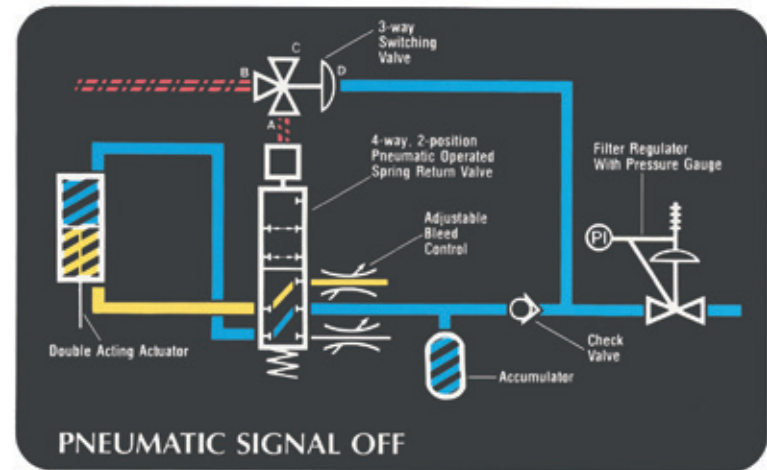 3-way
Switching
Valve
C
B
D
A
4-way, 2-position
Pneumatic Operated
Spring Return Valve
Filter Regulator
With Pressure Gauge
Adjustable
Bleed
Control
PI
Double Acting Actuator
Check
Valve
Accumulator
PNEUMATIC SIGNAL OFF